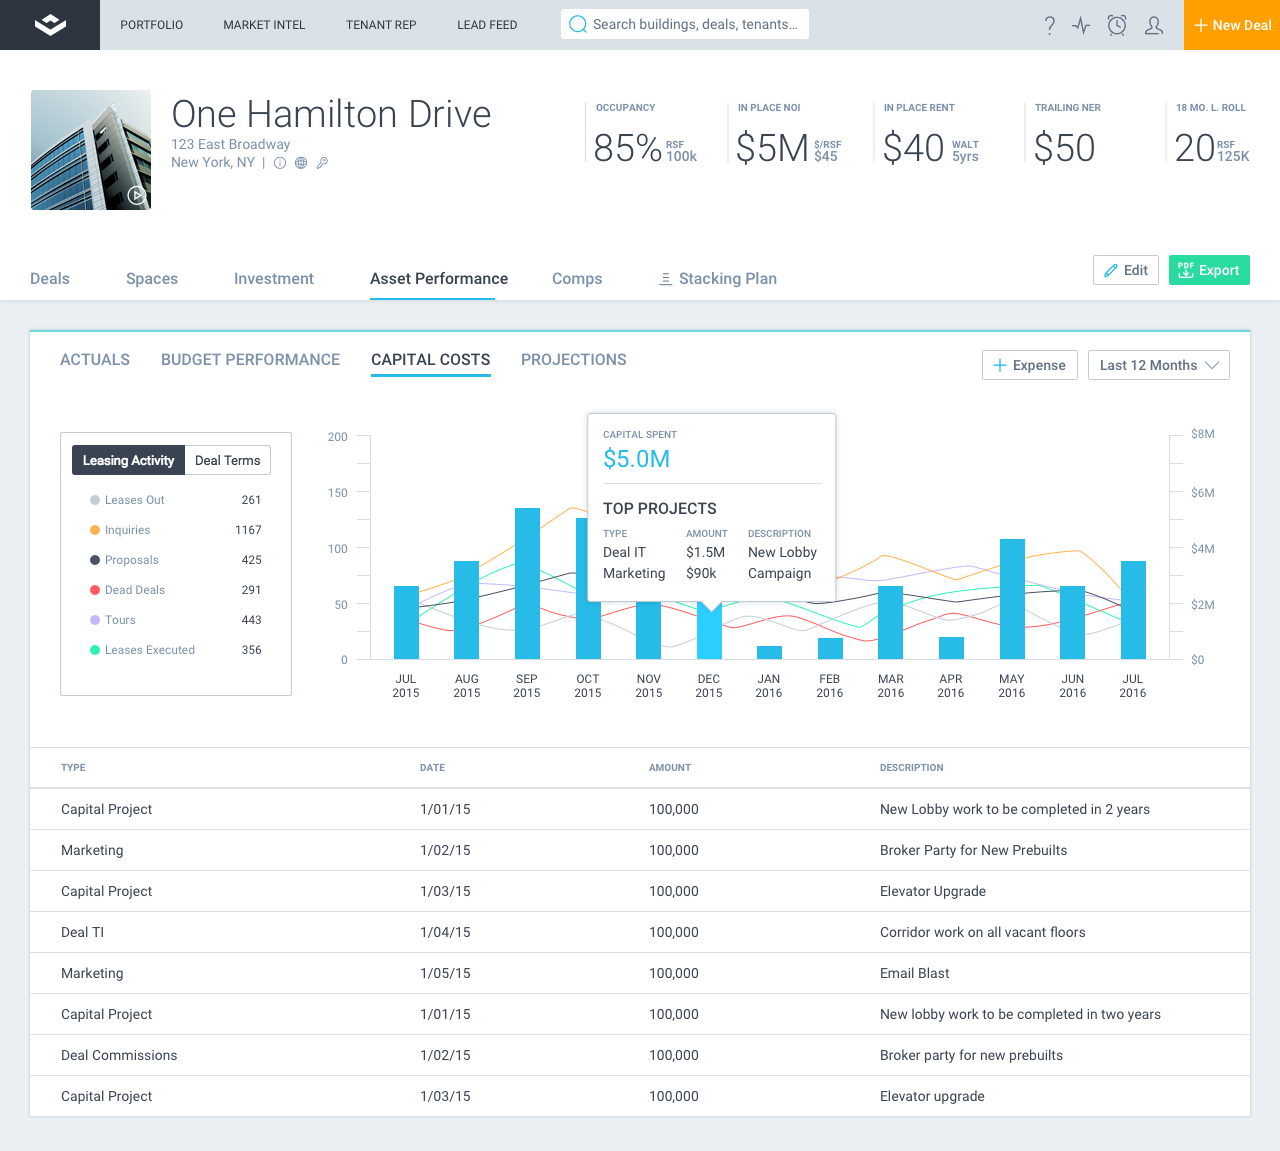 PORTFOLIO MARKET INTEL TENANT REP LEAD FEED Search buildings, deals, tenants... ? New Deal
One Hamilton Drive
123 East Broadway
New York, NY |
OCCUPANCY IN PLACE NOI IN PLACE RENT TRAILING NER 18 MO. L. ROLL
85% RSF 100k $5M $/RSF $45 $40 WALT 5yrs $50 20 RSF 125K
Deals Spaces Investment Asset Performance Comps Stacking Plan Edit PDF Export
ACTUALS BUDGET PERFORMANCE CAPITAL COSTS PROJECTIONS Expense Last 12 Months
Leasing Activity Deal Terms
Leases Out 261
Inquiries 1167
Proposals 425
Dead Deals 291
Tours 443
Leases Executed 356
200
150
100
50
0
CAPITAL SPENT
$5.0M
TOP PROJECTS
TYPE AMOUNT DESCRIPTION
Deal IT $1.5M New Lobby
Marketing $90k Campaign
$8M
$6M
$4M
$2M
$0
JUL AUG SEP OCT NOV DEC JAN FEB MAR APR MAY JUN JUL
2015 2015 2015 2015 2015 2015 2016 2016 2016 2016 2016 2016 2016
TYPE DATE AMOUNT DESCRIPTION
Capital Project 1/01/15 100,000 New Lobby work to be completed in 2 years
Marketing 1/02/15 100,000 Broker Party for New Prebuilts
Capital Project 1/03/15 100,000 Elevator Upgrade
Deal TI 1/04/15 100,000 Corridor work on all vacant floors
Marketing 1/05/15 100,000 Email Blast
Capital Project 1/01/15 100,000 New lobby work to be completed in two years
Deal Commissions 1/02/15 100,000 Broker party for new prebuilts
Capital Project 1/03/15 100,000 Elevator upgrade